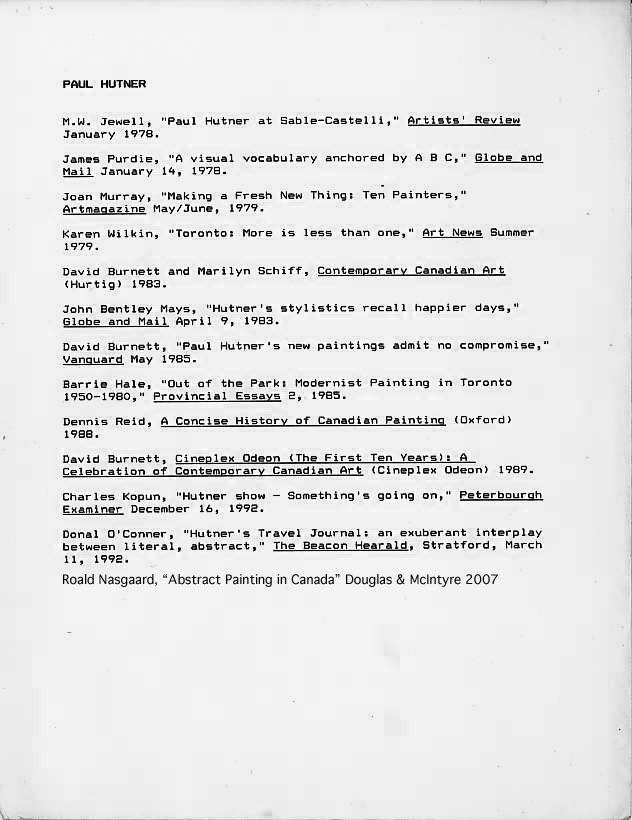 PAUL HUTNER
M.W. Jewell, "Paul Hutner at Sable-Castelli," Artists' Review
January 1978.
James Purdie, "A visual vocabulary anchored by A B C," Globe and
Mail January 14, 1978.
Joan Murray, "Making a Fresh New Thing: Ten Painters,"
Artmagazine May/June, 1979.
Karen Wilkin, "Toronto: More is less than one," Art News Summer
1979.
David Burnett and Marilyn Schiff, Contemporary Canadian Art
(Hurtig) 1983.
John Bentley Mays, "Hutner's stylistics recall happier days,"
Globe and Mail April 9, 1983.
David Burnett, "Paul Hutner's new paintings admit no compromise,"
Vanguard May 1985.
Barrie Hale, "Out of the Park: Modernist Painting in Toronto
1950-1980," Provincial Essays 2, 1985.
Dennis Reid, A Concise History of Canadian Painting (Oxford)
1988.
David Burnett, Cineplex Odeon (The First Ten Years): A
Celebration of Contemporary Canadian Art (Cineplex Odeon) 1989.
Charles Kopun, "Hutner show - Something's going on," Peterbourgh
Examiner December 16, 1992.
Donal O'Conner, "Hutner's Travel Journal: an exuberant interplay
between literal, abstract," The Beacon Hearald, Stratford, March
11, 1992.
Roald Nasgaard, “Abstract Painting in Canada” Douglas & McIntyre 2007